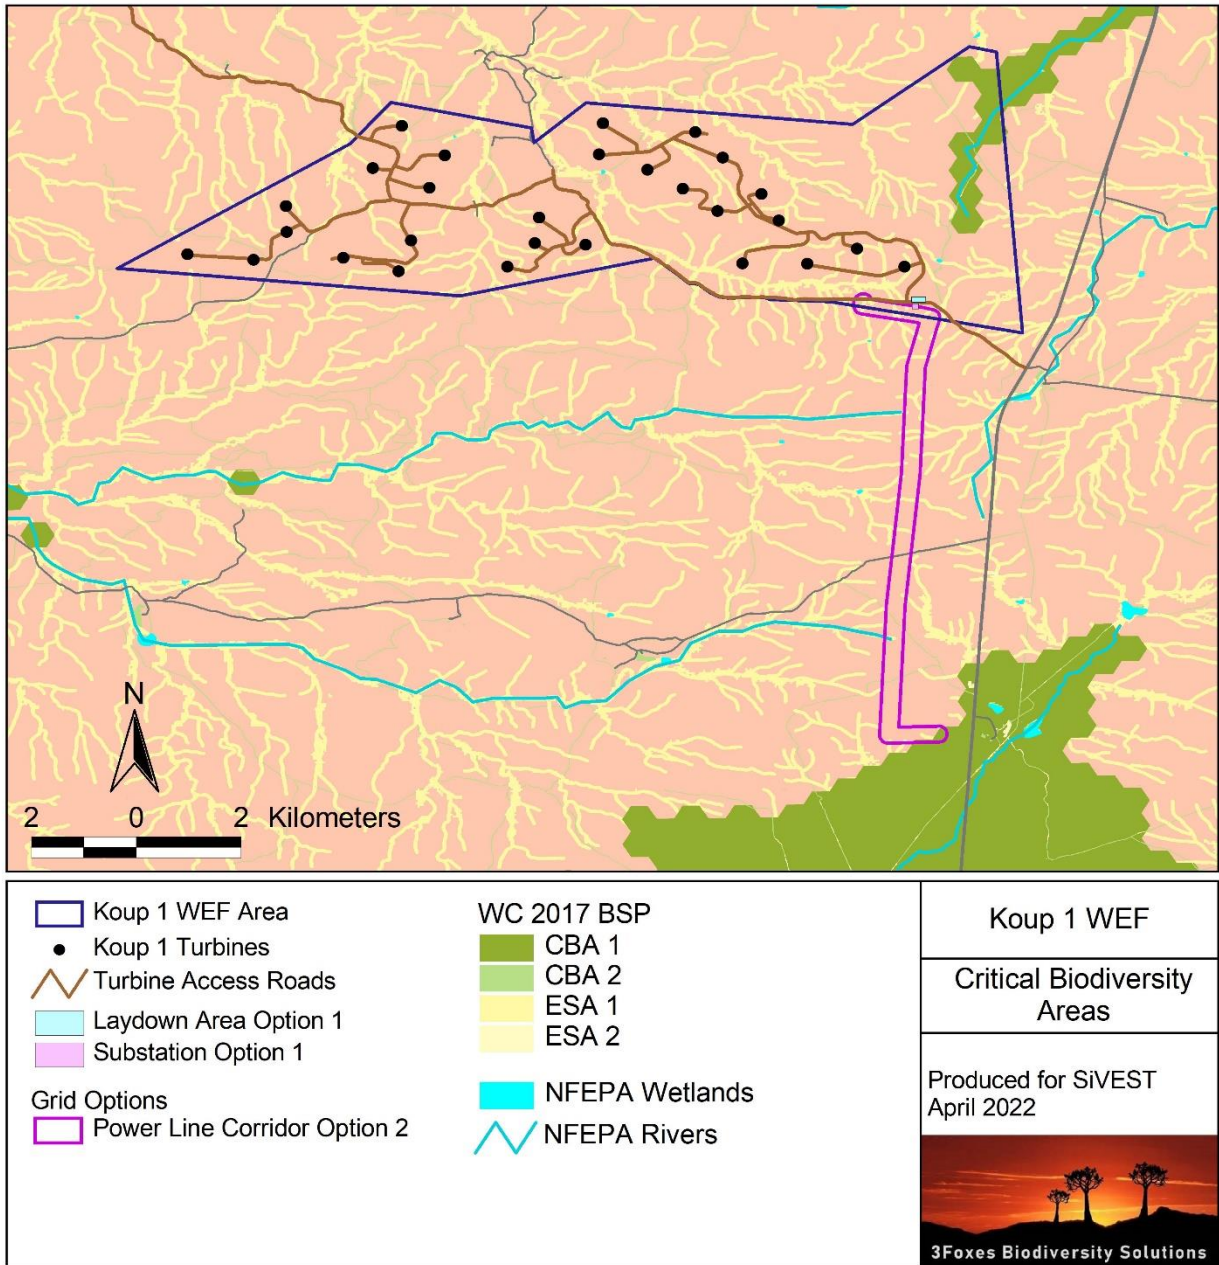 N
2 0 2 Kilometers
Koup 1 WEF Area
Koup 1 Turbines
Turbine Access Roads
Laydown Area Option 1
Substation Option 1
Grid Options
Power Line Corridor Option 2
WC 2017 BSP
CBA 1
CBA 2
ESA 1
ESA 2
NFEPA Wetlands
NFEPA Rivers
Koup 1 WEF
Critical Biodiversity
Areas
Produced for SiVEST
April 2022
3Foxes Biodiversity Solutions